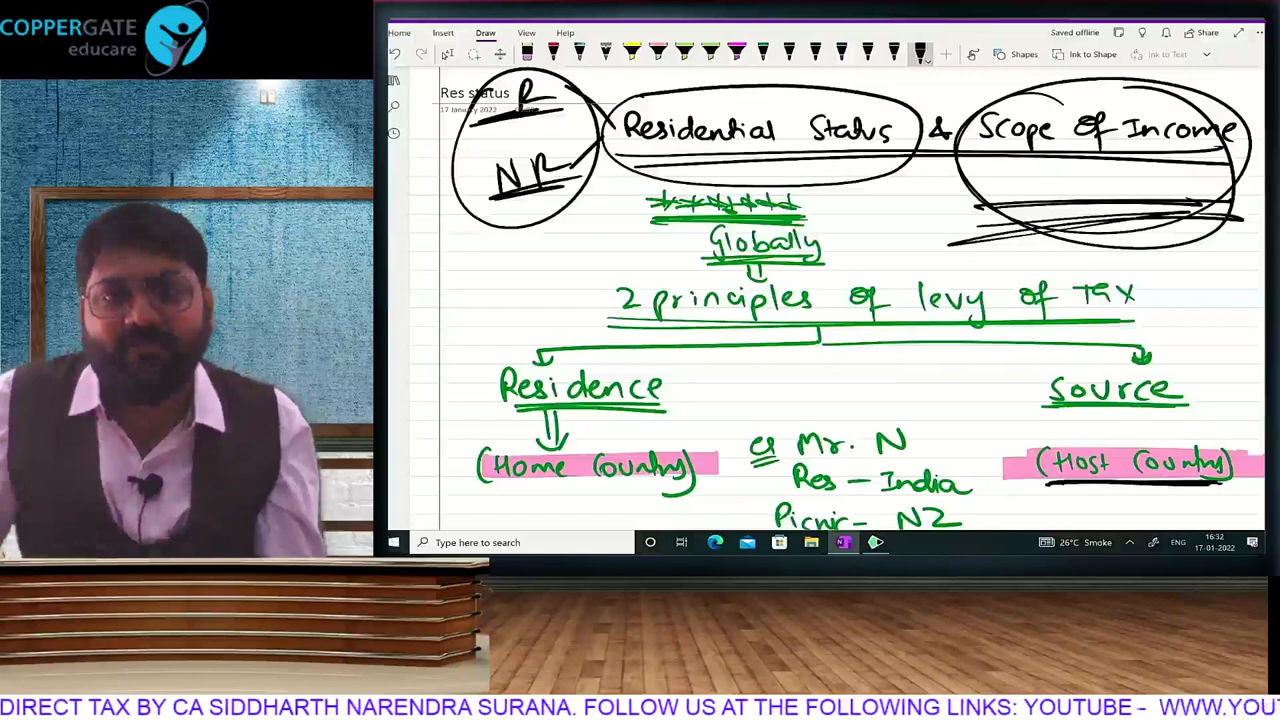 COPPERGATE
educare
Home Insert Draw View Help
Saved offline Share
Shapes Ink to Shape Ink to Text
Res status
17 January 2022
R
NR
Residential Status & Scope of Income
Globally
2 principles of levy of Tax
Residence Source
(Home Country) (Host Country)
eg Mr. N
Res - India
Picnic - NZ
Type here to search
26°C Smoke ENG 16:32
17-01-2022
DIRECT TAX BY CA SIDDHARTH NARENDRA SURANA. FOLLOW US AT THE FOLLOWING LINKS: YOUTUBE - WWW.YOU